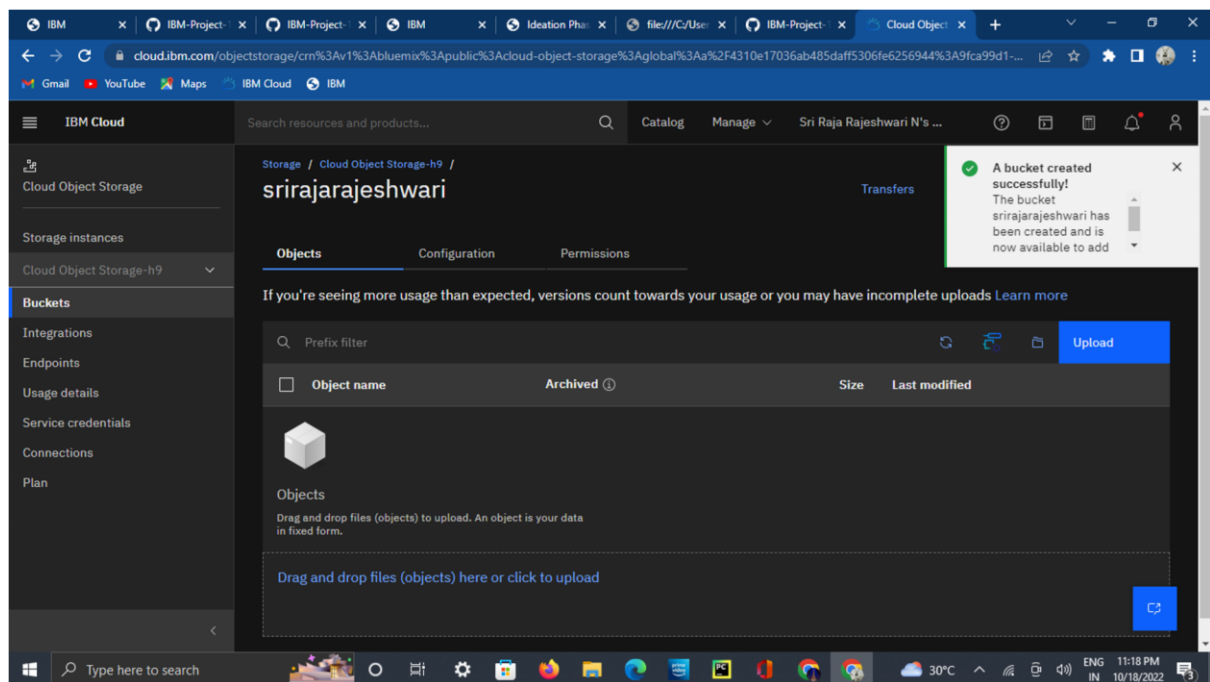 IBM
IBM-Project-1
IBM-Project-1
IBM
Ideation Phas
file:///C:/User
IBM-Project-1
Cloud Object
cloud.ibm.com/objectstorage/crn%3Av1%3Abluemix%3Apublic%3Acloud-object-storage%3Aglobal%3Aa%2F4310e17036ab485daff5306fe6256944%3A9fca99d1-...
Gmail
YouTube
Maps
IBM Cloud
IBM
IBM Cloud
Search resources and products...
Catalog
Manage
Sri Raja Rajeshwari N's ...
Cloud Object Storage
Storage instances
Cloud Object Storage-h9
Buckets
Integrations
Endpoints
Usage details
Service credentials
Connections
Plan
Storage / Cloud Object Storage-h9 /
srirajarajeshwari
Transfers
A bucket created
successfully!
The bucket
srirajarajeshwari has
been created and is
now available to add
Objects
Configuration
Permissions
If you're seeing more usage than expected, versions count towards your usage or you may have incomplete uploads Learn more
Prefix filter
Upload
Object name
Archived
Size
Last modified
Objects
Drag and drop files (objects) to upload. An object is your data
in fixed form.
Drag and drop files (objects) here or click to upload
Type here to search
30°C
ENG
IN
11:18 PM
10/18/2022
3